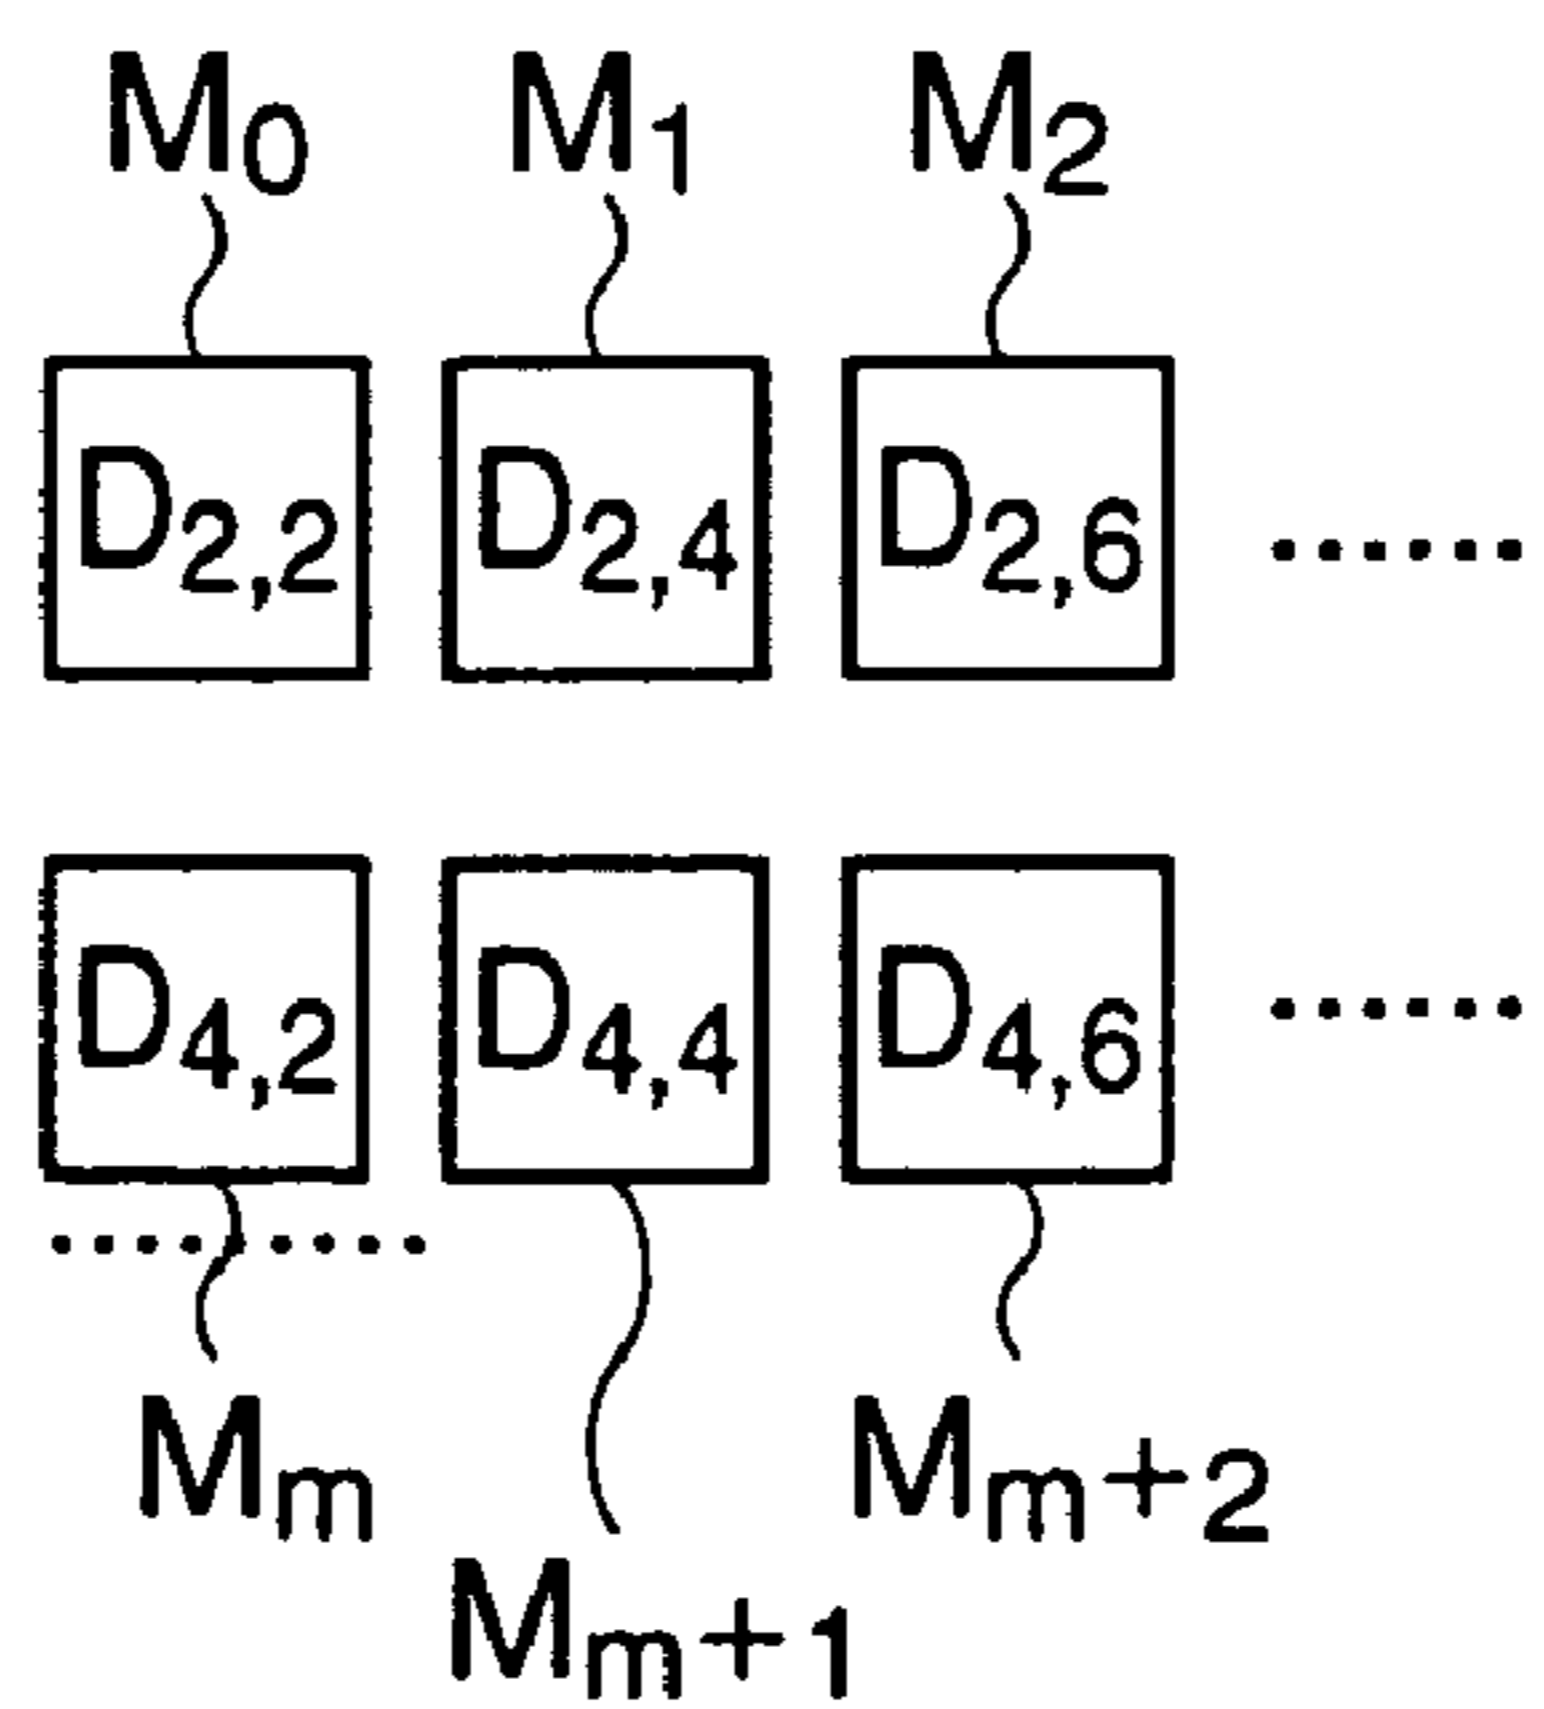 M0 M1 M2
D2,2 D2,4 D2,6 ......
D4,2 D4,4 D4,6 ......
.........
Mm Mm+2
Mm+1